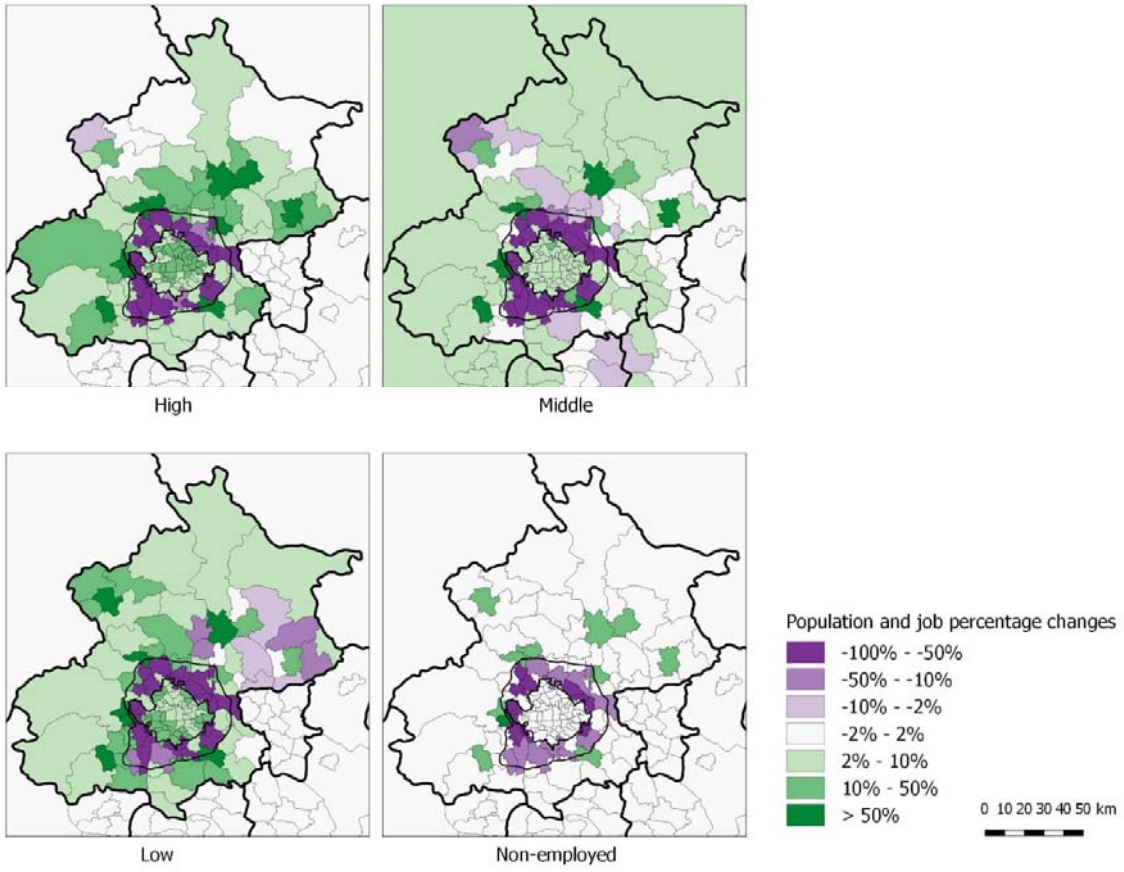 High
Middle
Low
Non-employed
Population and job percentage changes
-100% - -50%
-50% - -10%
-10% - -2%
-2% - 2%
2% - 10%
10% - 50%
> 50%
0 10 20 30 40 50 km